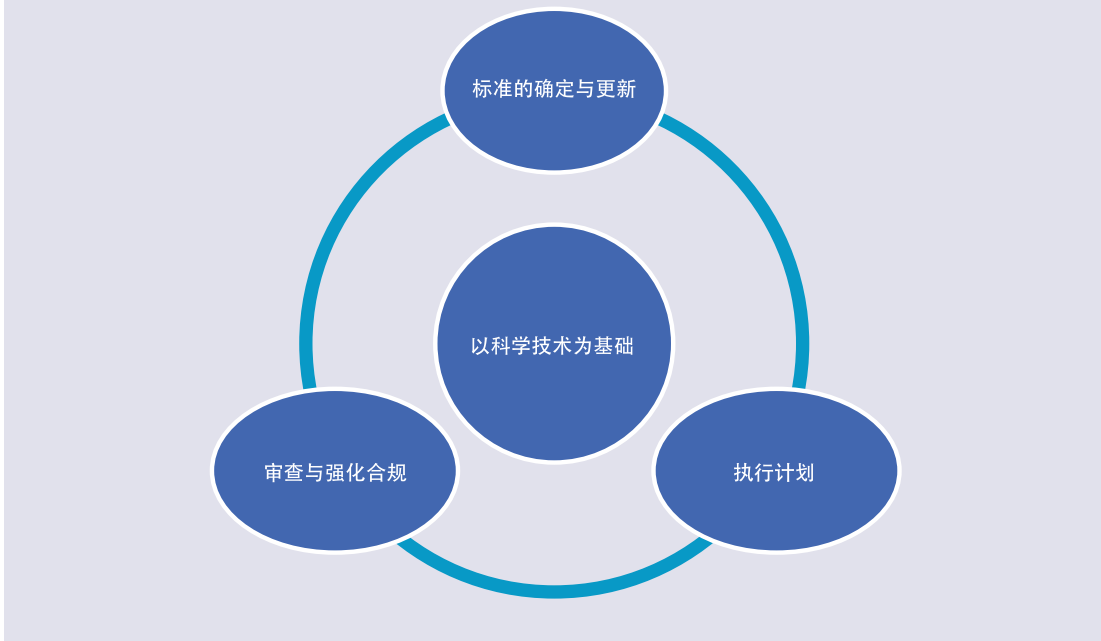 标准的确定与更新
以科学技术为基础
审查与强化合规
执行计划